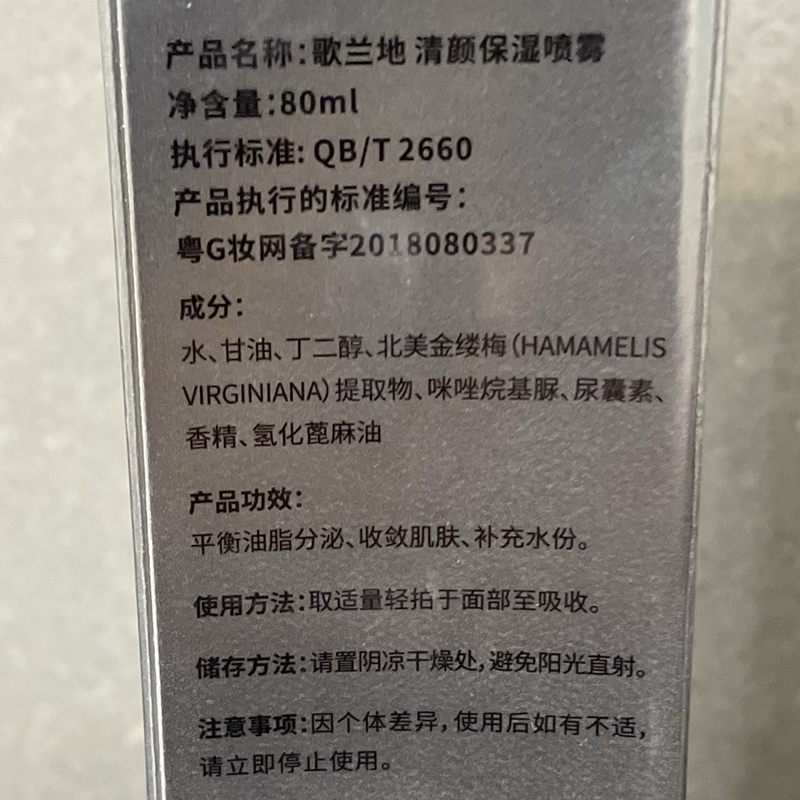 产品名称:歌兰地 清颜保湿喷雾
净含量:80ml
执行标准: QB/T 2660
产品执行的标准编号:
粤G妆网备字2018080337
成分:
水、甘油、丁二醇、北美金缕梅(HAMAMELIS
VIRGINIANA)提取物、咪唑烷基脲、尿囊素、
香精、氢化蓖麻油
产品功效:
平衡油脂分泌、收敛肌肤、补充水份。
使用方法:取适量轻拍于面部至吸收。
储存方法:请置阴凉干燥处,避免阳光直射。
注意事项:因个体差异,使用后如有不适,
请立即停止使用。